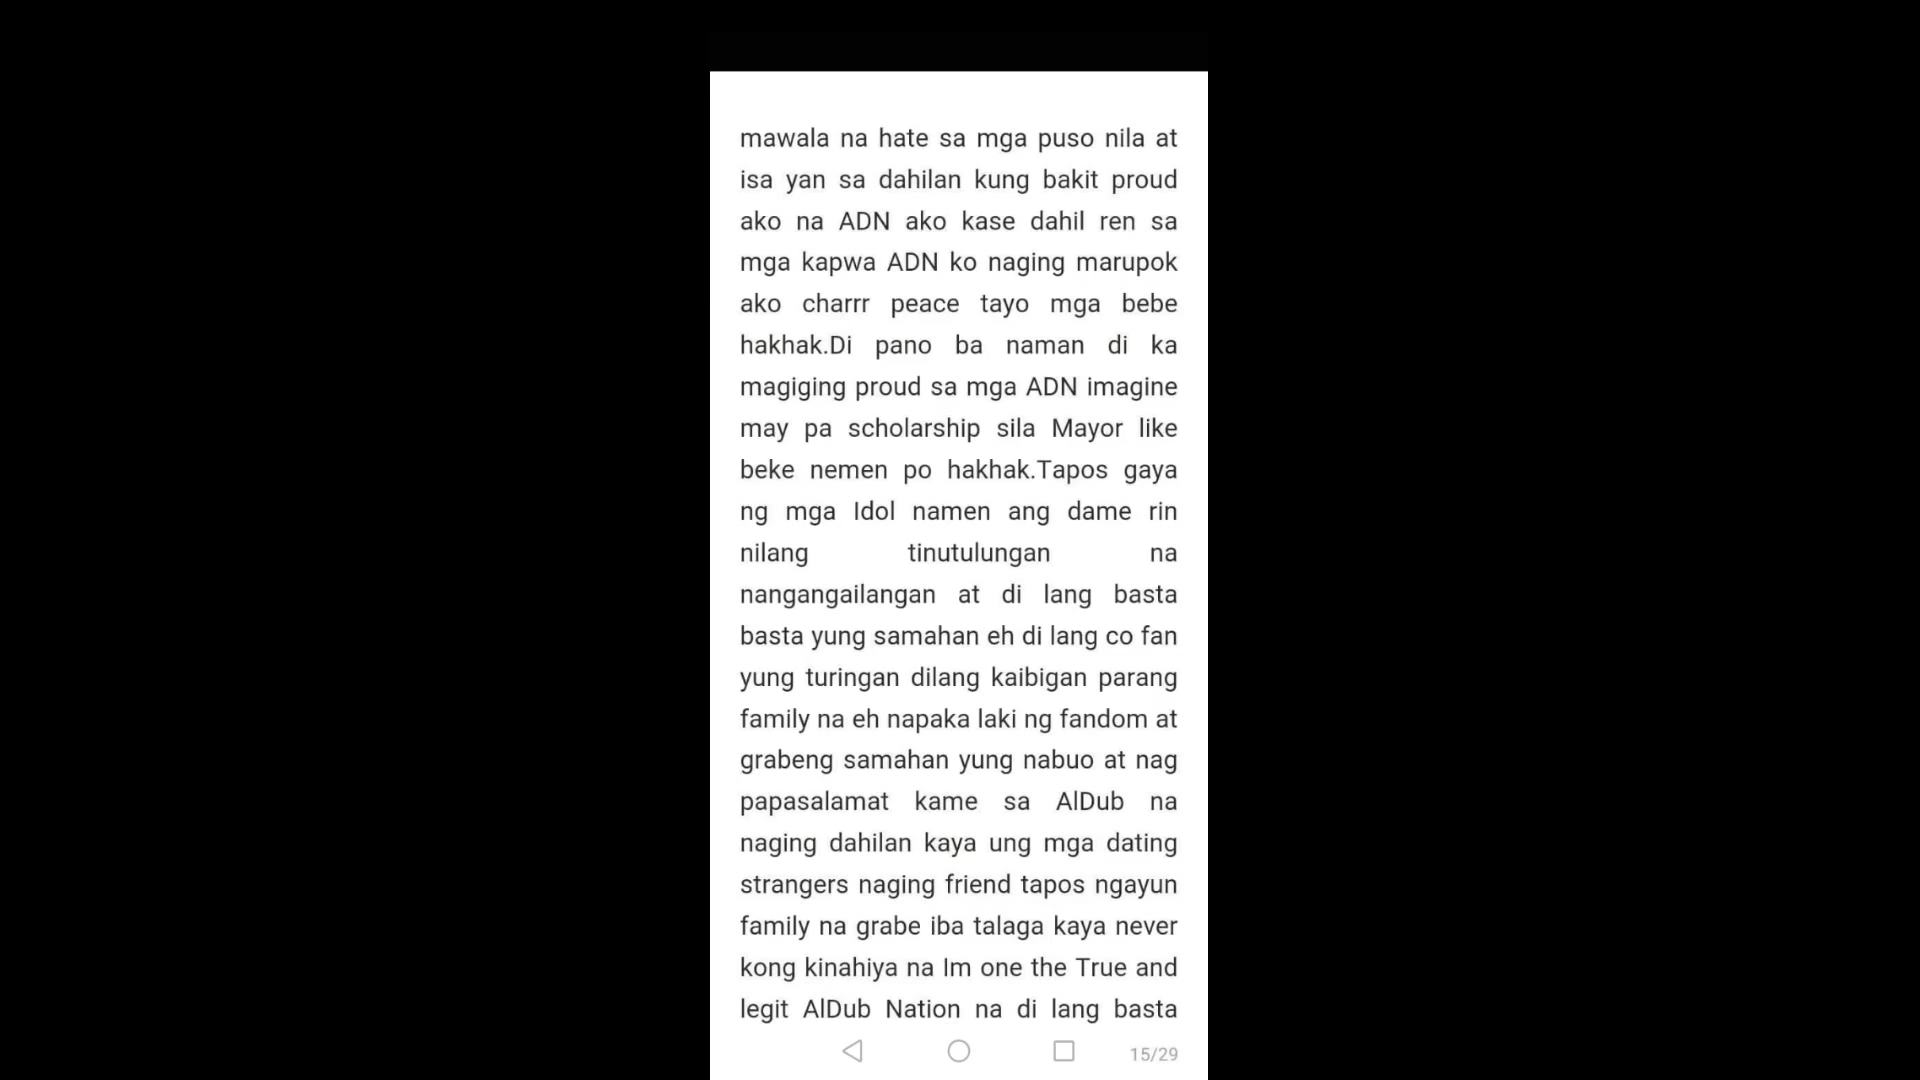 mawala na hate sa mga puso nila at
isa yan sa dahilan kung bakit proud
ako na ADN ako kase dahil ren sa
mga kapwa ADN ko naging marupok
ako charrr peace tayo mga bebe
hakhak.Di pano ba naman di ka
magiging proud sa mga ADN imagine
may pa scholarship sila Mayor like
beke nemen po hakhak.Tapos gaya
ng mga Idol namen ang dame rin
nilang tinutulungan na
nangangailangan at di lang basta
basta yung samahan eh di lang co fan
yung turingan dilang kaibigan parang
family na eh napaka laki ng fandom at
grabeng samahan yung nabuo at nag
papasalamat kame sa AlDub na
naging dahilan kaya ung mga dating
strangers naging friend tapos ngayun
family na grabe iba talaga kaya never
kong kinahiya na Im one the True and
legit AlDub Nation na di lang basta
15/29